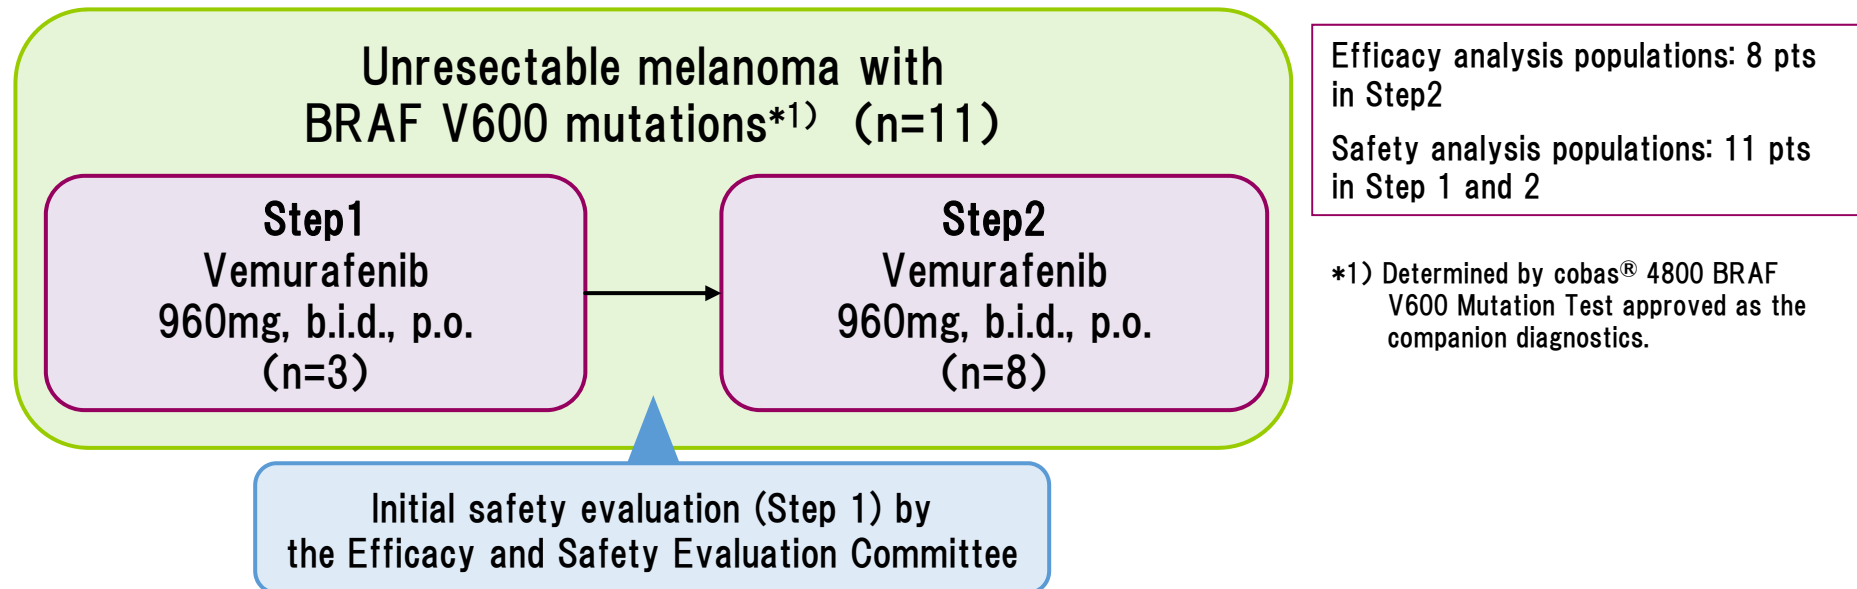 Unresectable melanoma with
BRAF V600 mutations*1) (n=11)
Step1
Vemurafenib
960mg, b.i.d., p.o.
(n=3)
Step2
Vemurafenib
960mg, b.i.d., p.o.
(n=8)
Initial safety evaluation (Step 1) by
the Efficacy and Safety Evaluation Committee
Efficacy analysis populations: 8 pts
in Step2
Safety analysis populations: 11 pts
in Step 1 and 2
*1) Determined by cobas® 4800 BRAF
V600 Mutation Test approved as the
companion diagnostics.